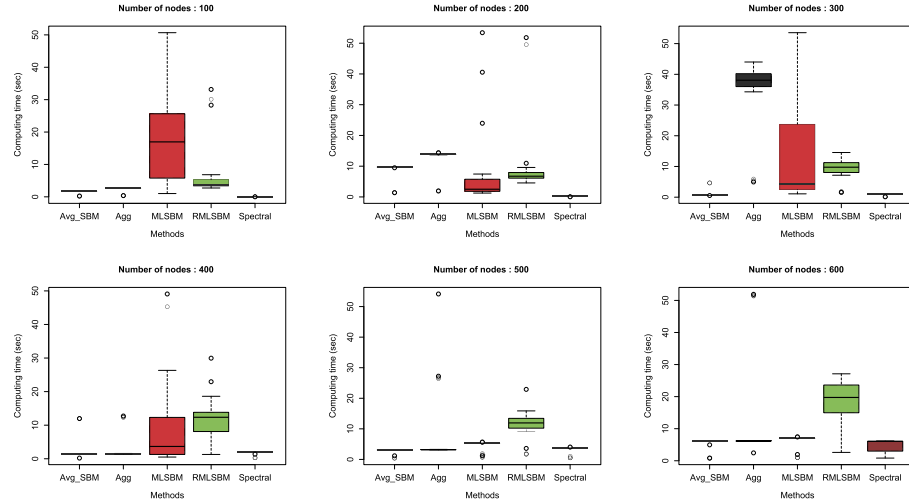 Number of nodes : 100
Computing time (sec)
0 10 20 30 40 50
Avg_SBM Agg MLSBM RMLSBM Spectral
Methods
Number of nodes : 200
Computing time (sec)
0 10 20 30 40 50
Avg_SBM Agg MLSBM RMLSBM Spectral
Methods
Number of nodes : 300
Computing time (sec)
0 10 20 30 40 50
Avg_SBM Agg MLSBM RMLSBM Spectral
Methods
Number of nodes : 400
Computing time (sec)
0 10 20 30 40 50
Avg_SBM Agg MLSBM RMLSBM Spectral
Methods
Number of nodes : 500
Computing time (sec)
0 10 20 30 40 50
Avg_SBM Agg MLSBM RMLSBM Spectral
Methods
Number of nodes : 600
Computing time (sec)
0 10 20 30 40 50
Avg_SBM Agg MLSBM RMLSBM Spectral
Methods